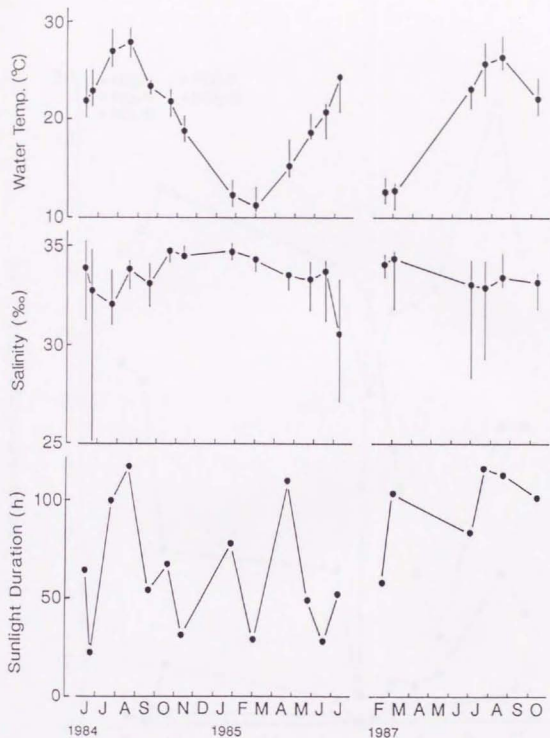 30
20
10
Water Temp. (℃)
35
30
25
Salinity (‰)
100
50
0
Sunlight Duration (h)
J J A S O N D J F M A M J J
F M A M J J A S O
1984
1985
1987